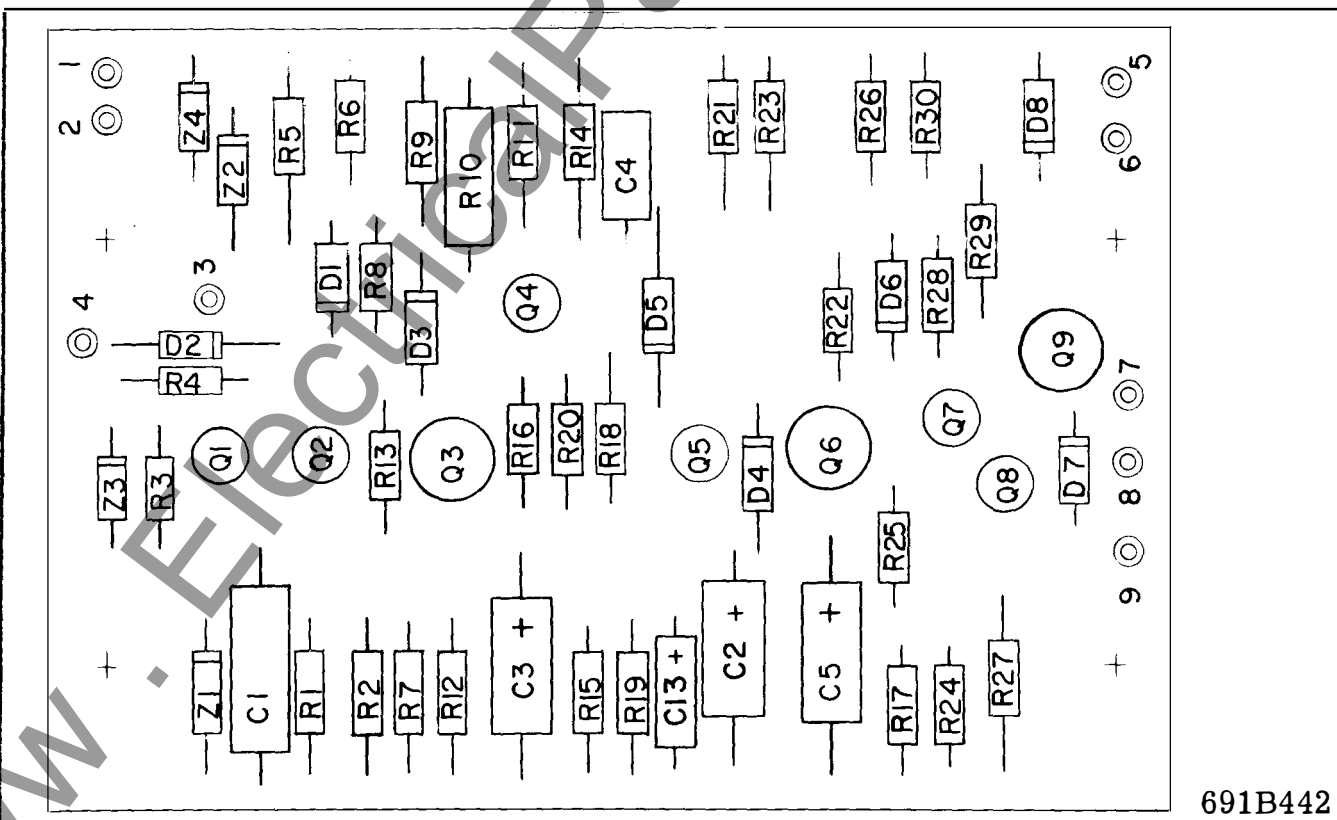 1
2
Z4
Z2
R5
R6
R9
R10
R11
R14
C4
R21
R23
R26
R30
D8
5
6
3
4
D1
R8
D3
Q4
D5
R22
D6
R28
R29
Q9
D2
R4
7
Z3
R3
Q1
Q2
R13
Q3
R16
R20
R18
Q5
D4
Q6
Q7
Q8
D7
8
R25
9
Z1
C1
R1
R2
R7
R12
C3 +
R15
R19
C13 +
C2 +
C5 +
R17
R24
R27
691B442
w . ElectricalPa